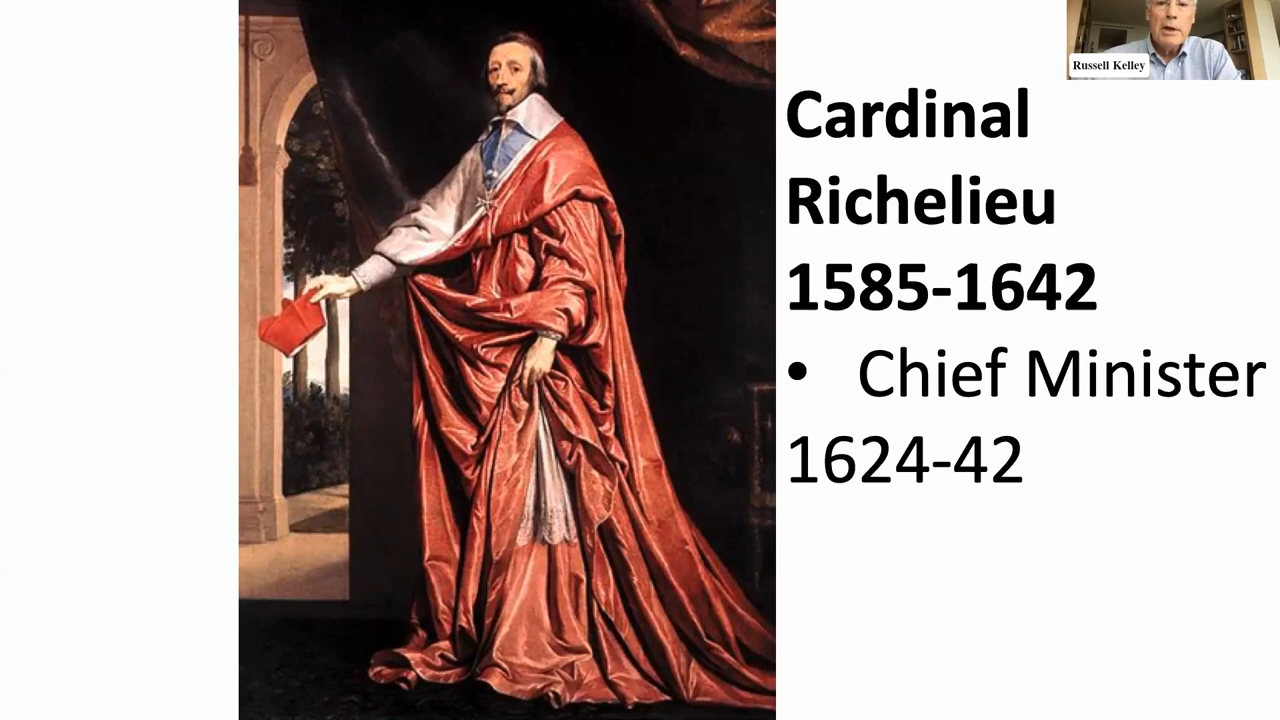 Russell Kelley
Cardinal
Richelieu
1585-1642
• Chief Minister
1624-42